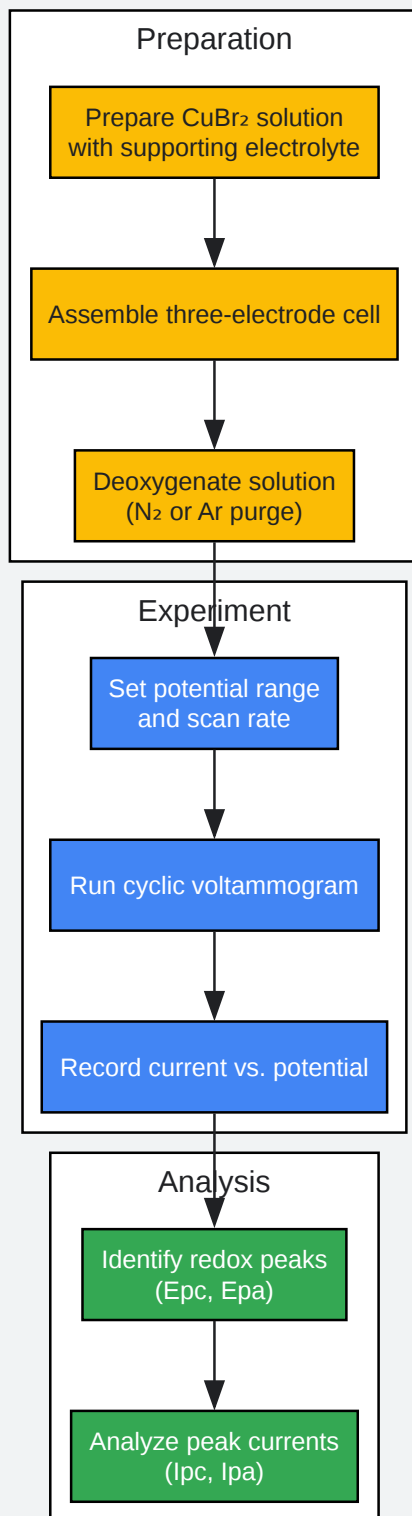 Preparation
Prepare CuBr₂ solution
with supporting electrolyte
Assemble three-electrode cell
Deoxygenate solution
(N₂ or Ar purge)
Experiment
Set potential range
and scan rate
Run cyclic voltammogram
Record current vs. potential
Analysis
Identify redox peaks
(Epc, Epa)
Analyze peak currents
(Ipc, Ipa)